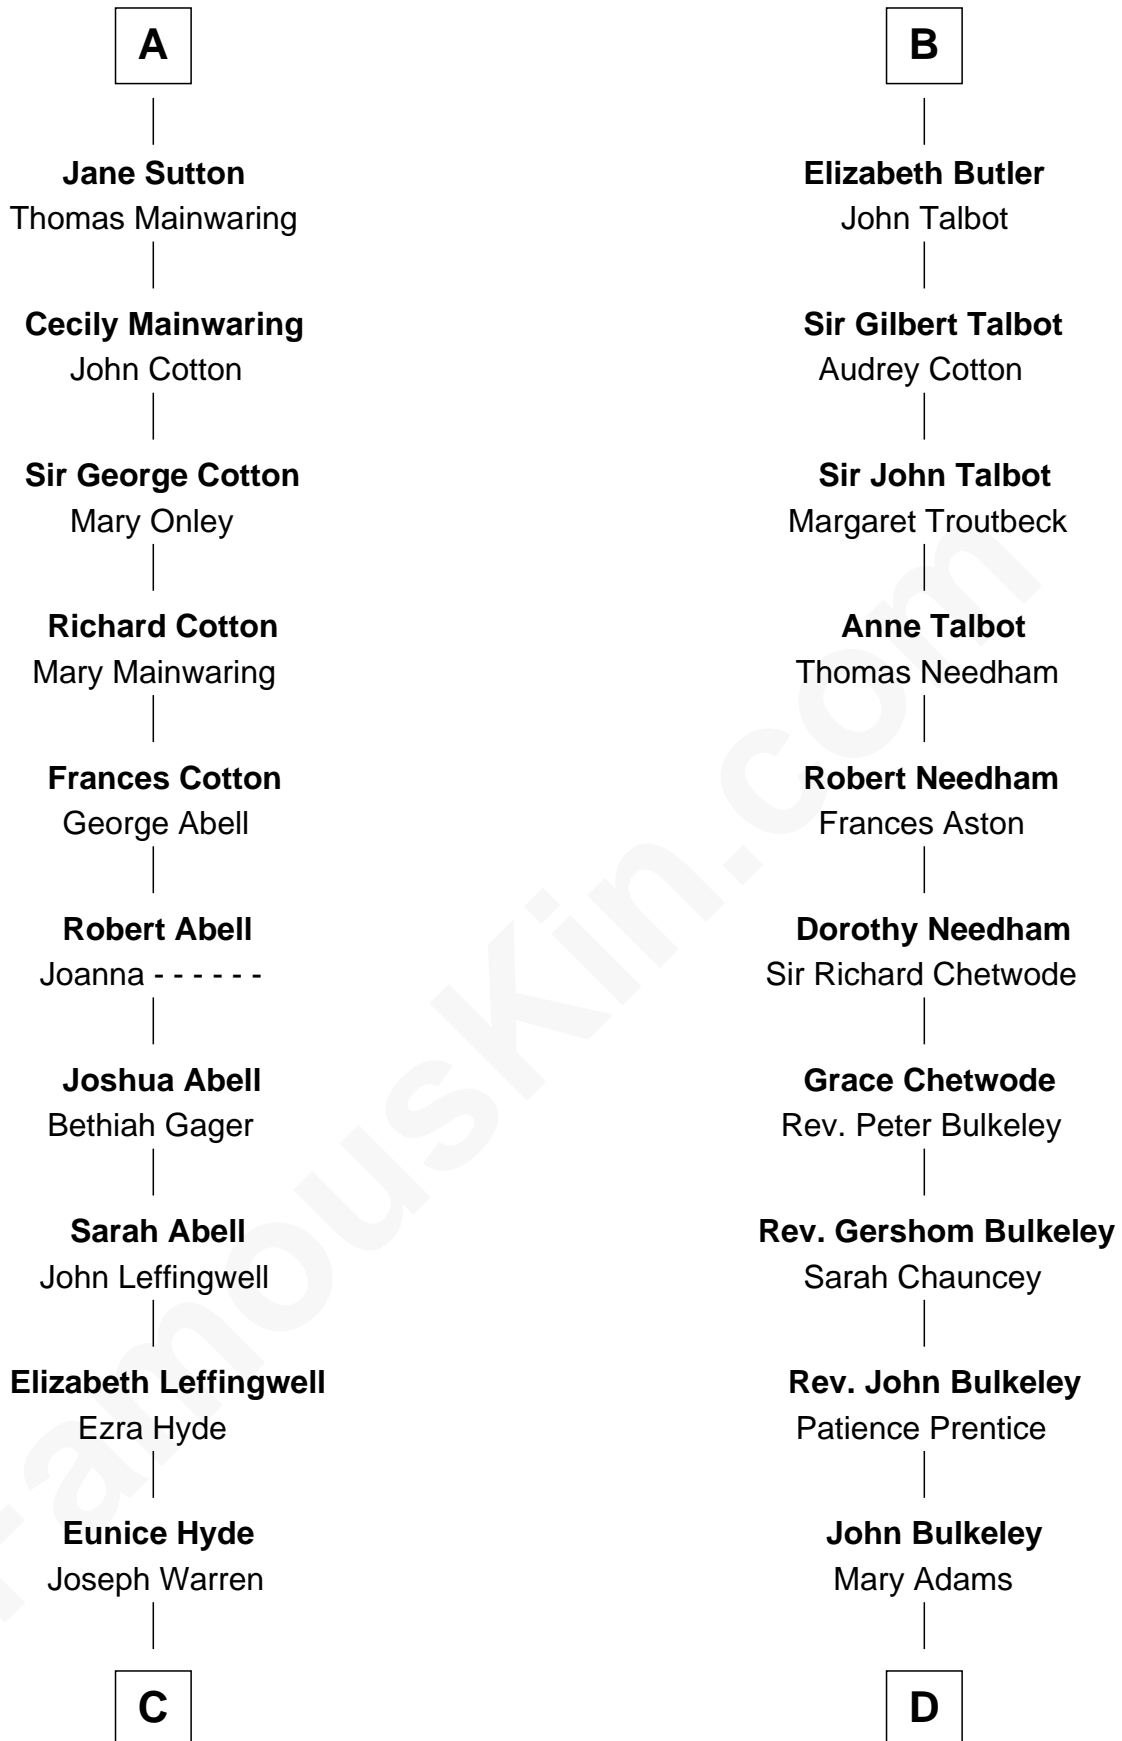 A
Jane Sutton
Thomas Mainwaring
Cecily Mainwaring
John Cotton
Sir George Cotton
Mary Onley
Richard Cotton
Mary Mainwaring
Frances Cotton
George Abell
Robert Abell
Joanna - - - - - -
Joshua Abell
Bethiah Gager
Sarah Abell
John Leffingwell
Elizabeth Leffingwell
Ezra Hyde
Eunice Hyde
Joseph Warren
C
B
Elizabeth Butler
John Talbot
Sir Gilbert Talbot
Audrey Cotton
Sir John Talbot
Margaret Troutbeck
Anne Talbot
Thomas Needham
Robert Needham
Frances Aston
Dorothy Needham
Sir Richard Chetwode
Grace Chetwode
Rev. Peter Bulkeley
Rev. Gershom Bulkeley
Sarah Chauncey
Rev. John Bulkeley
Patience Prentice
John Bulkeley
Mary Adams
D
FamousKin.com